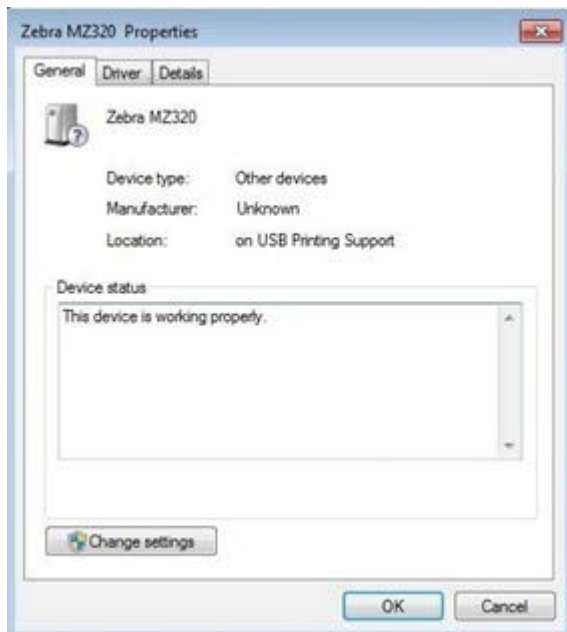 Zebra MZ320 Properties
General Driver Details
Zebra MZ320
Device type: Other devices
Manufacturer: Unknown
Location: on USB Printing Support
Device status
This device is working properly.
Change settings
OK Cancel